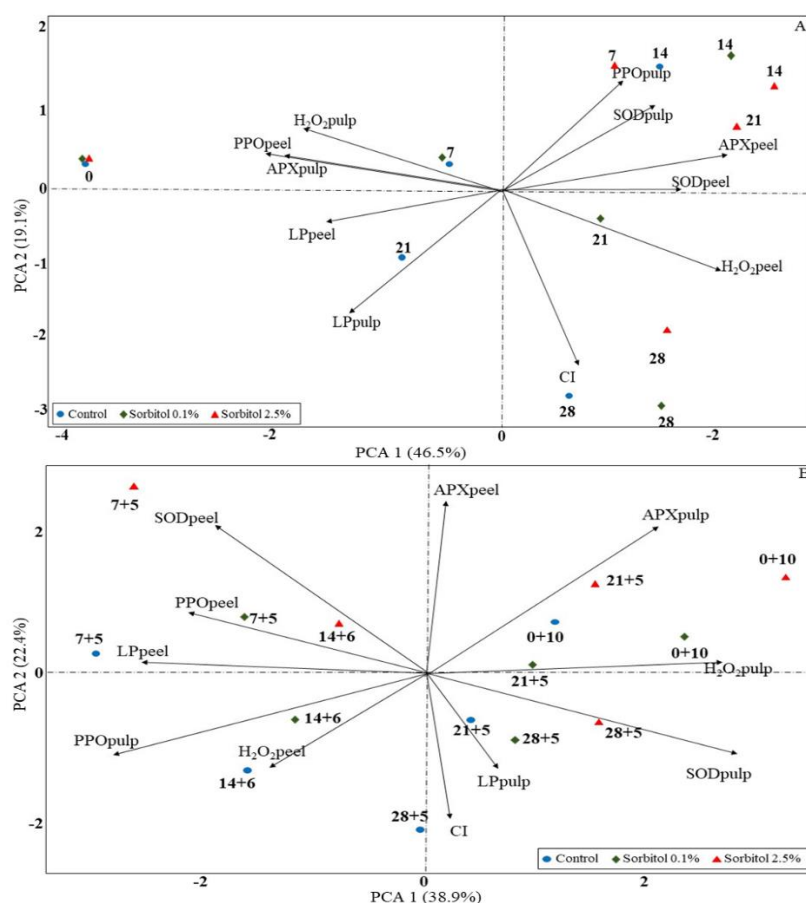 A
2
1
0
-1
-2
-3
PCA 2 (19.1%)
7
14
14
14
PPOpulp
SODpulp
21
H₂O₂pulp
PPOpeel
APXpulp
7
APXpeel
0
SODpeel
LPpeel
21
21
H₂O₂peel
LPpulp
CI
28
28
28
Control
Sorbitol 0.1%
Sorbitol 2.5%
-4
-2
0
-2
PCA 1 (46.5%)
B
2
0
-2
PCA 2 (22.4%)
7+5
SODpeel
APXpeel
APXpulp
0+10
21+5
PPOpeel
7+5
14+6
0+10
0+10
7+5
LPpeel
21+5
H₂O₂pulp
14+6
PPOpulp
21+5
28+5
28+5
H₂O₂peel
14+6
LPpulp
SODpulp
28+5
CI
Control
Sorbitol 0.1%
Sorbitol 2.5%
-2
0
2
PCA 1 (38.9%)